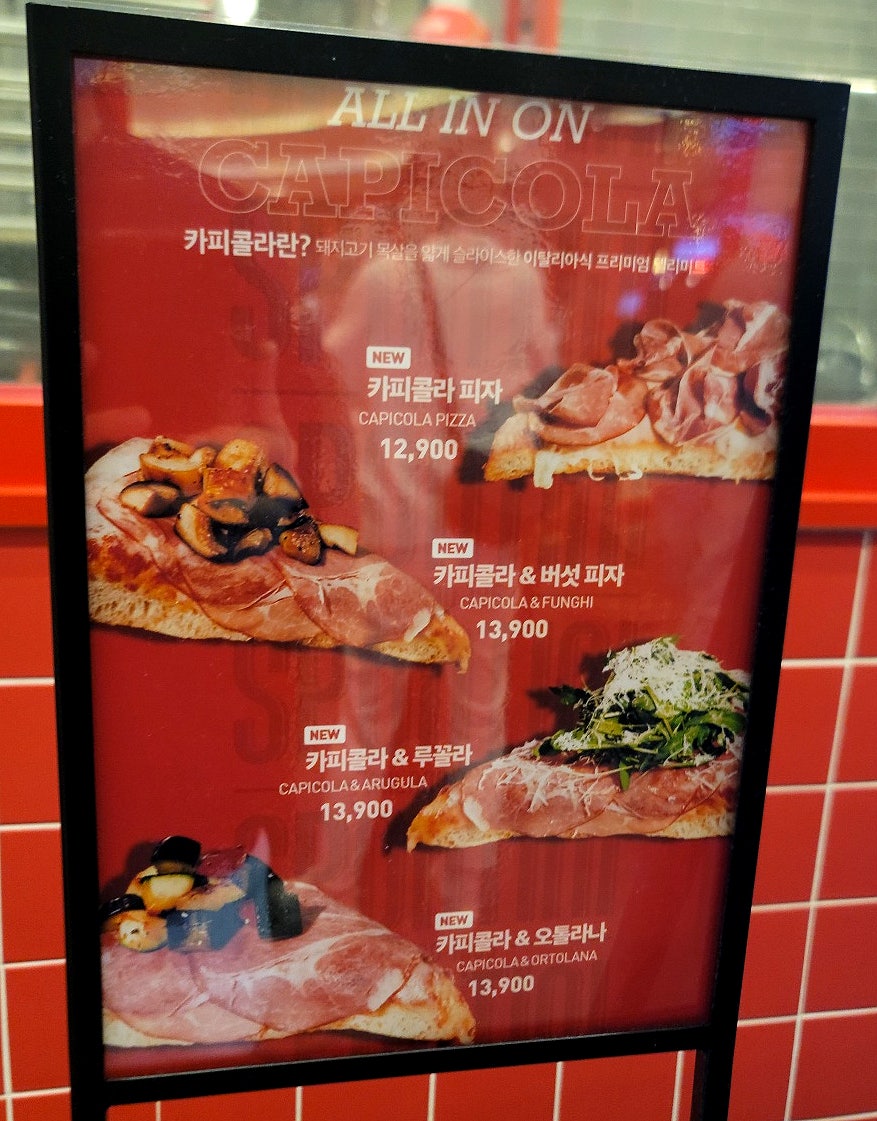 ALL IN ON
CAPICOLA
카피콜라란? 돼지고기 목살을 얇게 슬라이스한 이탈리아식 프리미엄 델리미트
NEW
카피콜라 피자
CAPICOLA PIZZA
12,900
NEW
카피콜라 & 버섯 피자
CAPICOLA & FUNGHI
13,900
NEW
카피콜라 & 루꼴라
CAPICOLA & ARUGULA
13,900
NEW
카피콜라 & 오톨라나
CAPICOLA & ORTOLANA
13,900